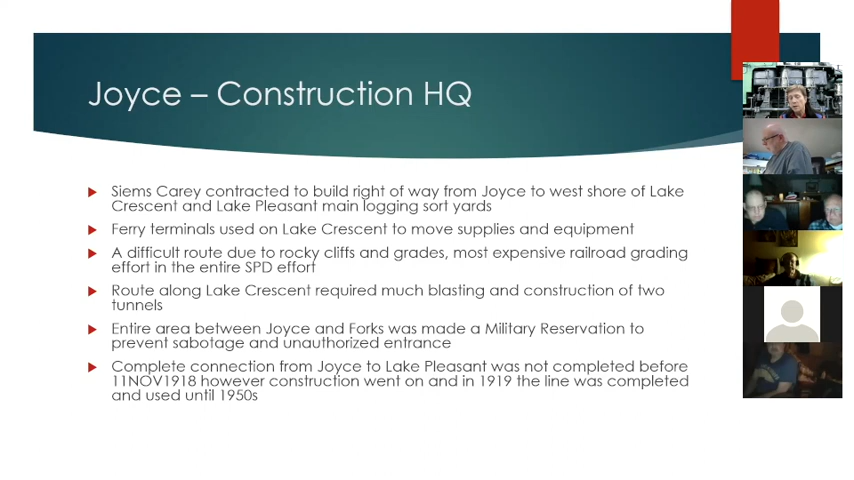 Joyce – Construction HQ
Siems Carey contracted to build right of way from Joyce to west shore of Lake
Crescent and Lake Pleasant main logging sort yards
Ferry terminals used on Lake Crescent to move supplies and equipment
A difficult route due to rocky cliffs and grades, most expensive railroad grading
effort in the entire SPD effort
Route along Lake Crescent required much blasting and construction of two
tunnels
Entire area between Joyce and Forks was made a Military Reservation to
prevent sabotage and unauthorized entrance
Complete connection from Joyce to Lake Pleasant was not completed before
11NOV1918 however construction went on and in 1919 the line was completed
and used until 1950s